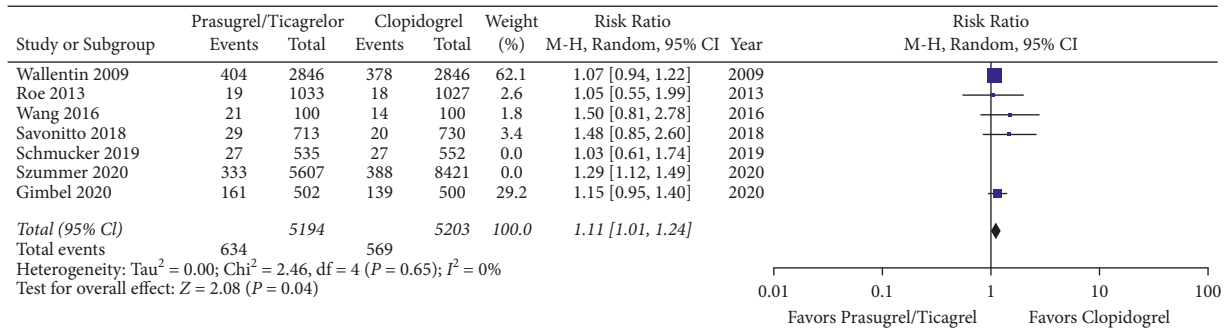 Prasugrel/Ticagrelor Clopidogrel Weight Risk Ratio Risk Ratio
Study or Subgroup Events Total Events Total (%) M-H, Random, 95% CI Year M-H, Random, 95% CI
Wallentin 2009 404 2846 378 2846 62.1 1.07 [0.94, 1.22] 2009
Roe 2013 19 1033 18 1027 2.6 1.05 [0.55, 1.99] 2013
Wang 2016 21 100 14 100 1.8 1.50 [0.81, 2.78] 2016
Savonitto 2018 29 713 20 730 3.4 1.48 [0.85, 2.60] 2018
Schmucker 2019 27 535 27 552 0.0 1.03 [0.61, 1.74] 2019
Szummer 2020 333 5607 388 8421 0.0 1.29 [1.12, 1.49] 2020
Gimbel 2020 161 502 139 500 29.2 1.15 [0.95, 1.40] 2020
Total (95% Cl) 5194 5203 100.0 1.11 [1.01, 1.24]
Total events 634 569
Heterogeneity: Tau² = 0.00; Chi² = 2.46, df = 4 (P = 0.65); I² = 0%
Test for overall effect: Z = 2.08 (P = 0.04)
0.01 0.1 1 10 100
Favors Prasugrel/Ticagrel Favors Clopidogrel